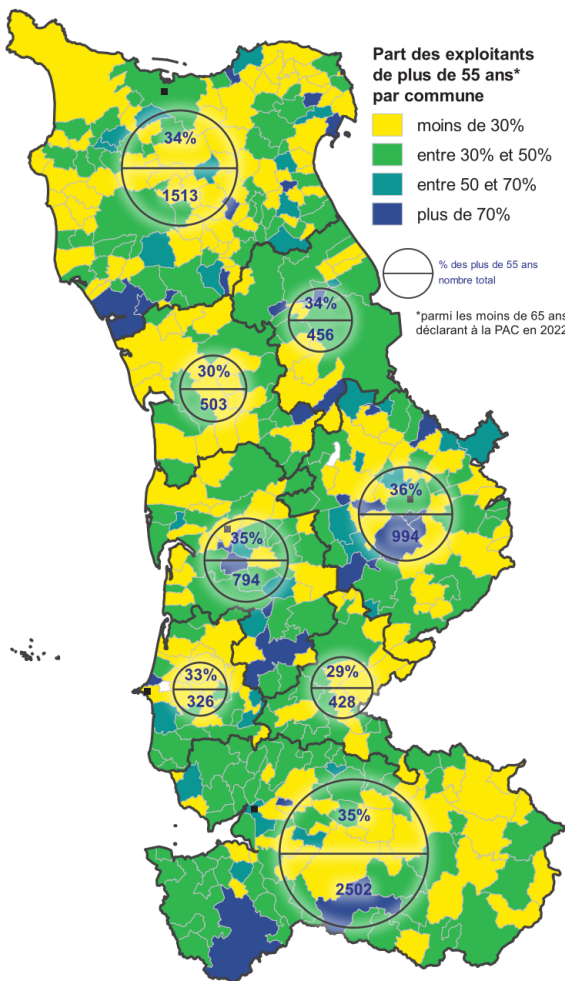 Part des exploitants
de plus de 55 ans*
par commune
moins de 30%
entre 30% et 50%
entre 50 et 70%
plus de 70%
% des plus de 55 ans
nombre total
*parmi les moins de 65 ans
déclarant à la PAC en 2022
34%
1513
34%
456
30%
503
36%
994
35%
794
33%
326
29%
428
35%
2502